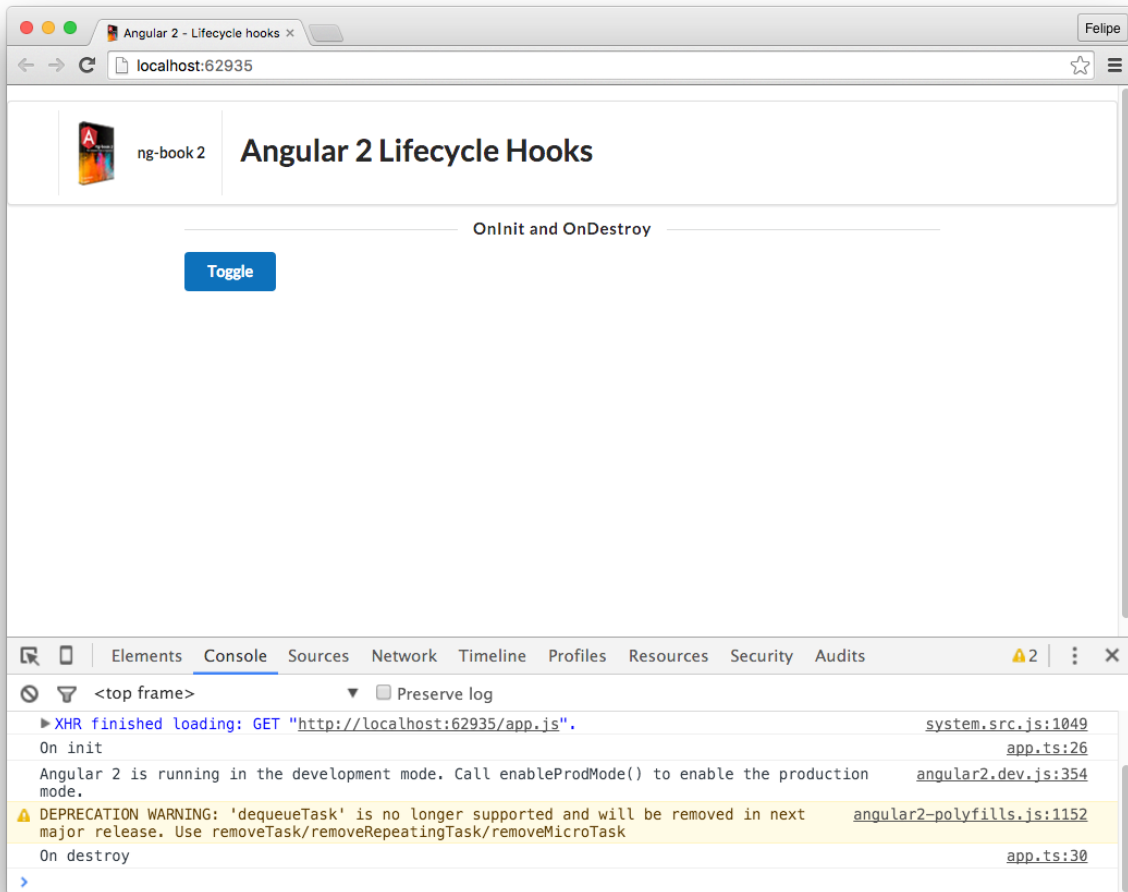 Angular 2 - Lifecycle hooks
Felipe
localhost:62935
ng-book 2
Angular 2 Lifecycle Hooks
OnInit and OnDestroy
Toggle
Elements Console Sources Network Timeline Profiles Resources Security Audits 2
<top frame> Preserve log
XHR finished loading: GET "http://localhost:62935/app.js". system.src.js:1049
On init app.ts:26
Angular 2 is running in the development mode. Call enableProdMode() to enable the production angular2.dev.js:354
mode.
DEPRECATION WARNING: 'dequeueTask' is no longer supported and will be removed in next angular2-polyfills.js:1152
major release. Use removeTask/removeRepeatingTask/removeMicroTask
On destroy app.ts:30